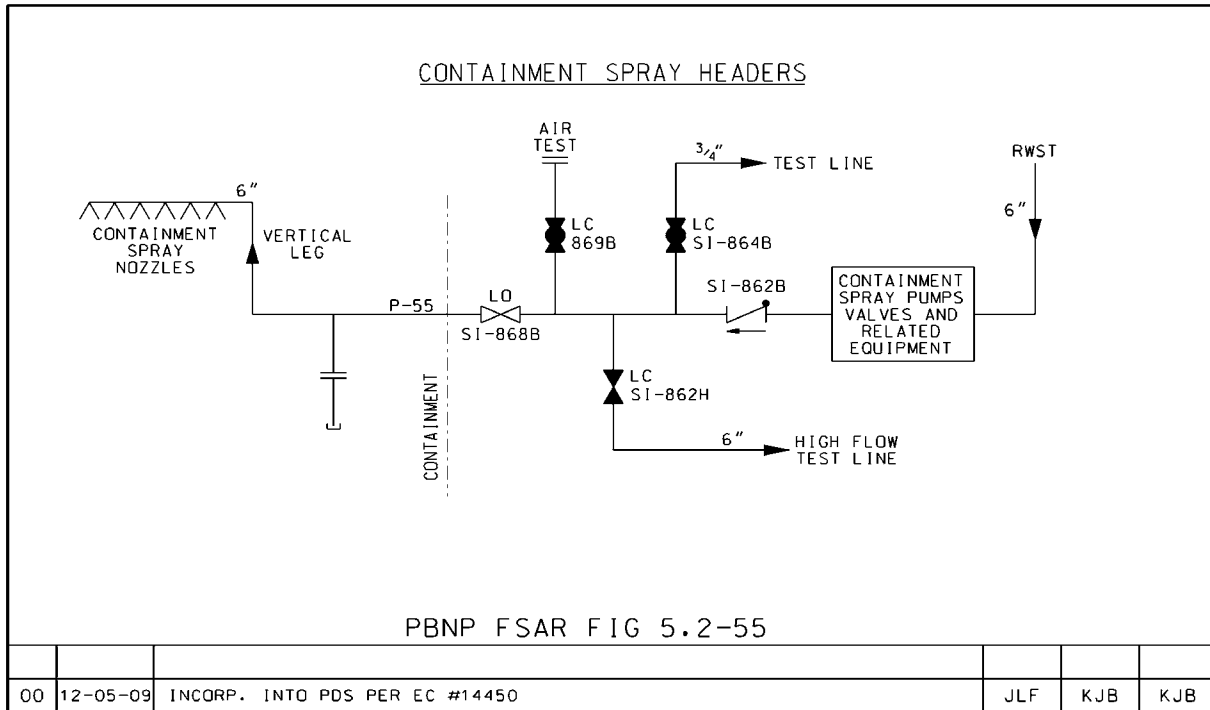 CONTAINMENT SPRAY HEADERS
AIR
TEST
3/4"
TEST LINE
RWST
6"
6"
LC
869B
LC
SI-864B
CONTAINMENT
SPRAY
NOZZLES
VERTICAL
LEG
SI-862B
CONTAINMENT
SPRAY PUMPS
VALVES AND
RELATED
EQUIPMENT
P-55
LO
SI-868B
LC
SI-862H
CONTAINMENT
6"
HIGH FLOW
TEST LINE
PBNP FSAR FIG 5.2-55
00 12-05-09 INCORP. INTO PDS PER EC #14450 JLF KJB KJB